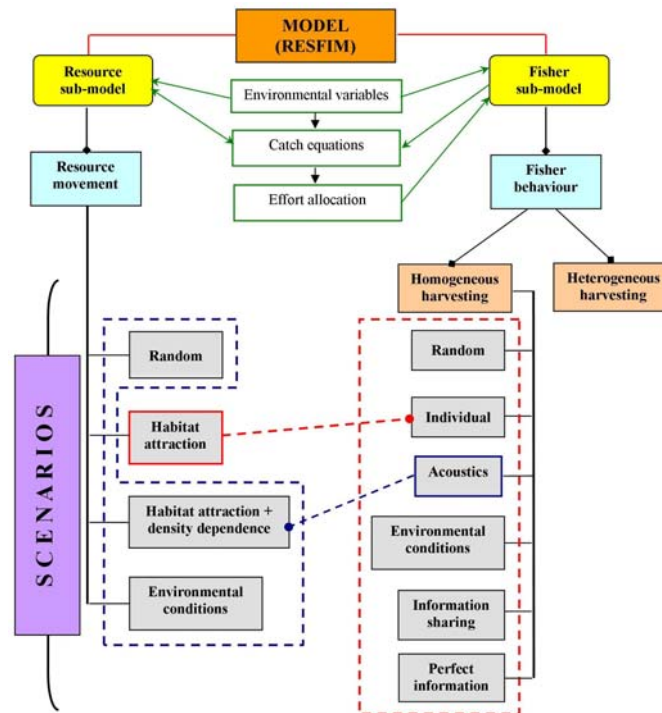 MODEL
(RESFIM)
Resource
sub-model
Fisher
sub-model
Environmental variables
Catch equations
Effort allocation
Resource
movement
Fisher
behaviour
Homogeneous
harvesting
Heterogeneous
harvesting
SCENARIOS
Random
Habitat
attraction
Habitat attraction +
density dependence
Environmental
conditions
Random
Individual
Acoustics
Environmental
conditions
Information
sharing
Perfect
information